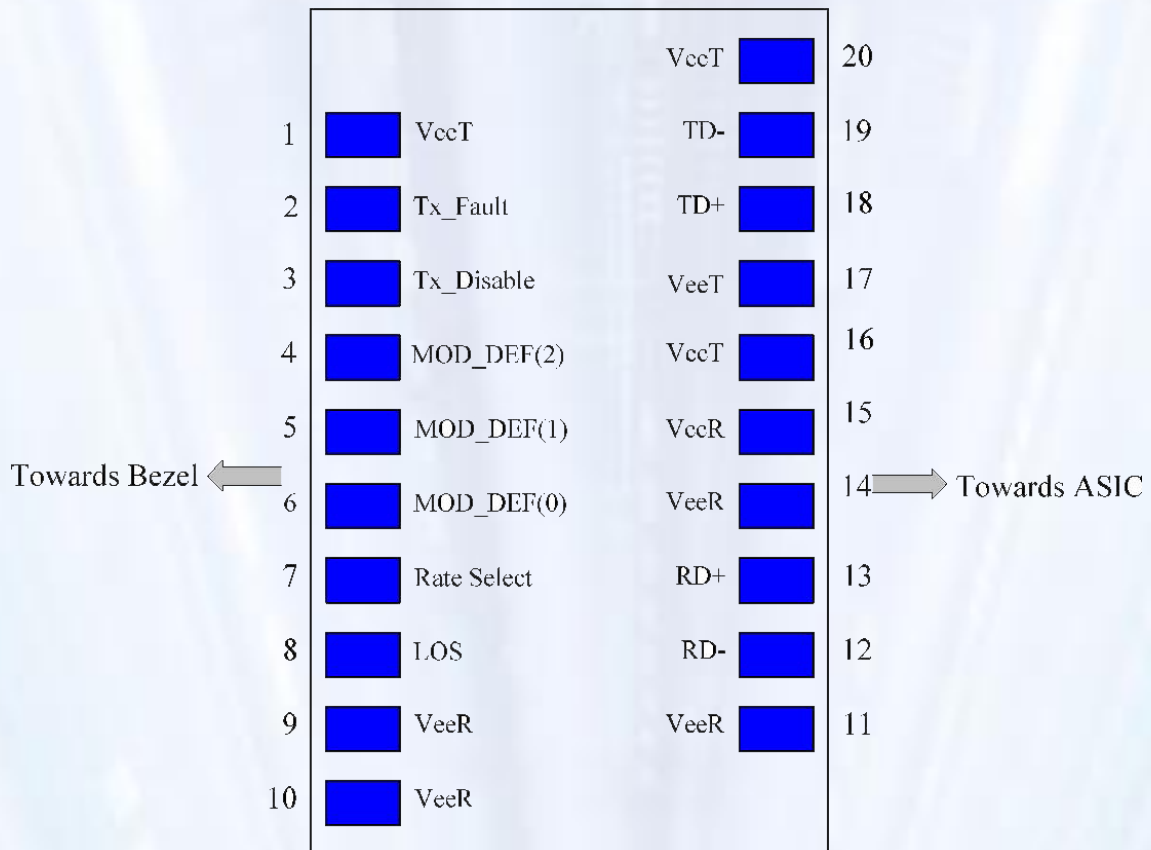 VccT 20
1 VccT TD- 19
2 Tx_Fault TD+ 18
3 Tx_Disable VeeT 17
4 MOD_DEF(2) VccT 16
5 MOD_DEF(1) VccR 15
Towards Bezel
6 MOD_DEF(0) VeeR 14
Towards ASIC
7 Rate Select RD+ 13
8 LOS RD- 12
9 VeeR VeeR 11
10 VeeR